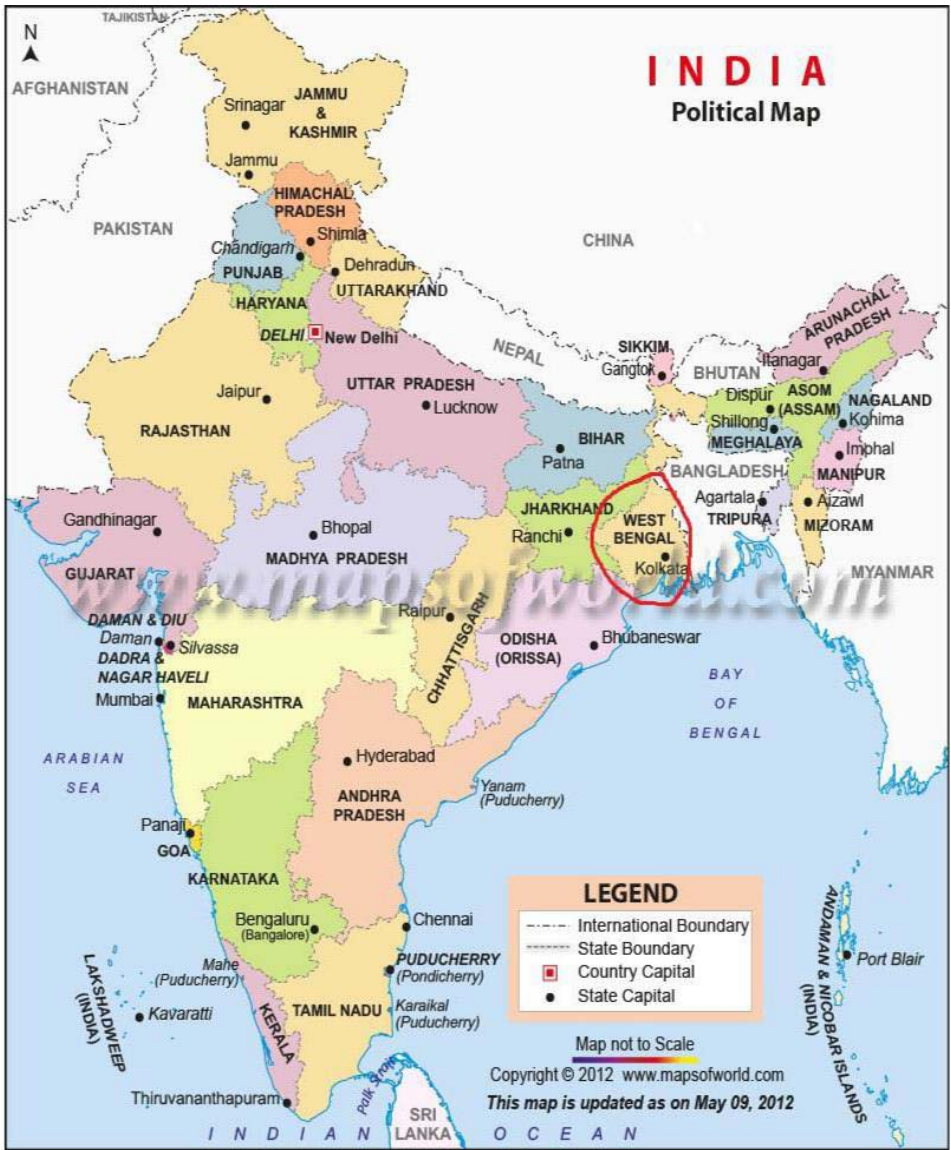 N
TAJIKISTAN
AFGHANISTAN
INDIA
Political Map
JAMMU
&
KASHMIR
Srinagar
Jammu
HIMACHAL
PRADESH
Shimla
PAKISTAN
CHINA
Chandigarh
PUNJAB
Dehradun
UTTARAKHAND
HARYANA
DELHI
New Delhi
NEPAL
SIKKIM
Gangtok
BHUTAN
ARUNACHAL
PRADESH
Itanagar
Jaipur
RAJASTHAN
UTTAR PRADESH
Lucknow
BIHAR
Patna
Dispur
ASOM
(ASSAM)
NAGALAND
Kohima
Shillong
MEGHALAYA
Imphal
MANIPUR
BANGLADESH
Agartala
TRIPURA
Aizawl
MIZORAM
MYANMAR
Gandhinagar
GUJARAT
Bhopal
MADHYA PRADESH
JHARKHAND
Ranchi
WEST
BENGAL
Kolkata
www.mapsofworld.com
DAMAN & DIU
Daman
Silvassa
DADRA &
NAGAR HAVELI
Mumbai
MAHARASHTRA
Raipur
CHHATTISGARH
ODISHA
(ORISSA)
Bhubaneswar
BAY
OF
BENGAL
ARABIAN
SEA
Hyderabad
ANDHRA
PRADESH
Yanam
(Puducherry)
Panaji
GOA
KARNATAKA
Bengaluru
(Bangalore)
Chennai
PUDUCHERRY
(Pondicherry)
Mahe
(Puducherry)
KERALA
TAMIL NADU
Karaikal
(Puducherry)
LAKSHADWEEP
(INDIA)
Kavaratti
Thiruvananthapuram
Palk Strait
SRI
LANKA
INDIAN OCEAN
LEGEND
International Boundary
State Boundary
Country Capital
State Capital
Map not to Scale
Copyright © 2012 www.mapsofworld.com
This map is updated as on May 09, 2012
ANDAMAN & NICOBAR ISLANDS
(INDIA)
Port Blair